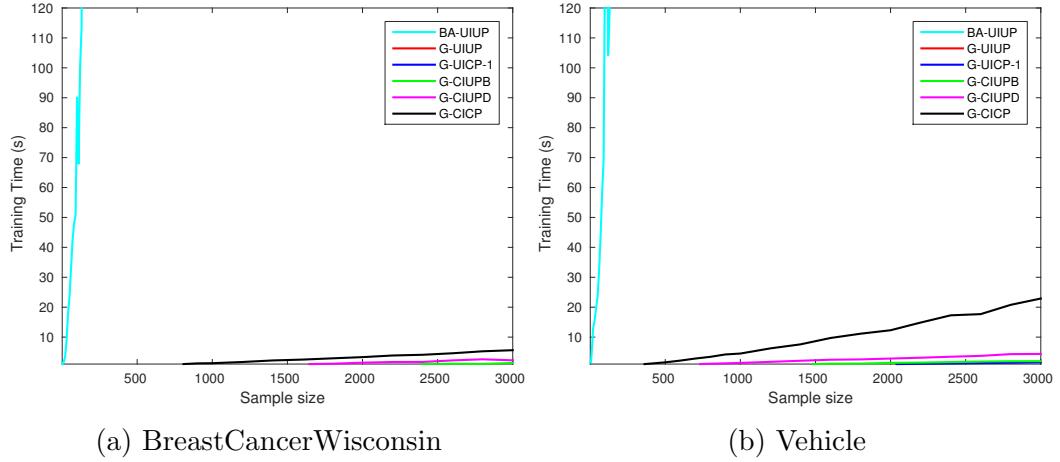 120
110
100
90
80
70
60
50
40
30
20
10
Training Time (s)
500
1000
1500
2000
2500
3000
Sample size
BA-UIUP
G-UIUP
G-UICP-1
G-CIUPB
G-CIUPD
G-CICP
(a) BreastCancerWisconsin
120
110
100
90
80
70
60
50
40
30
20
10
Training Time (s)
500
1000
1500
2000
2500
3000
Sample size
BA-UIUP
G-UIUP
G-UICP-1
G-CIUPB
G-CIUPD
G-CICP
(b) Vehicle